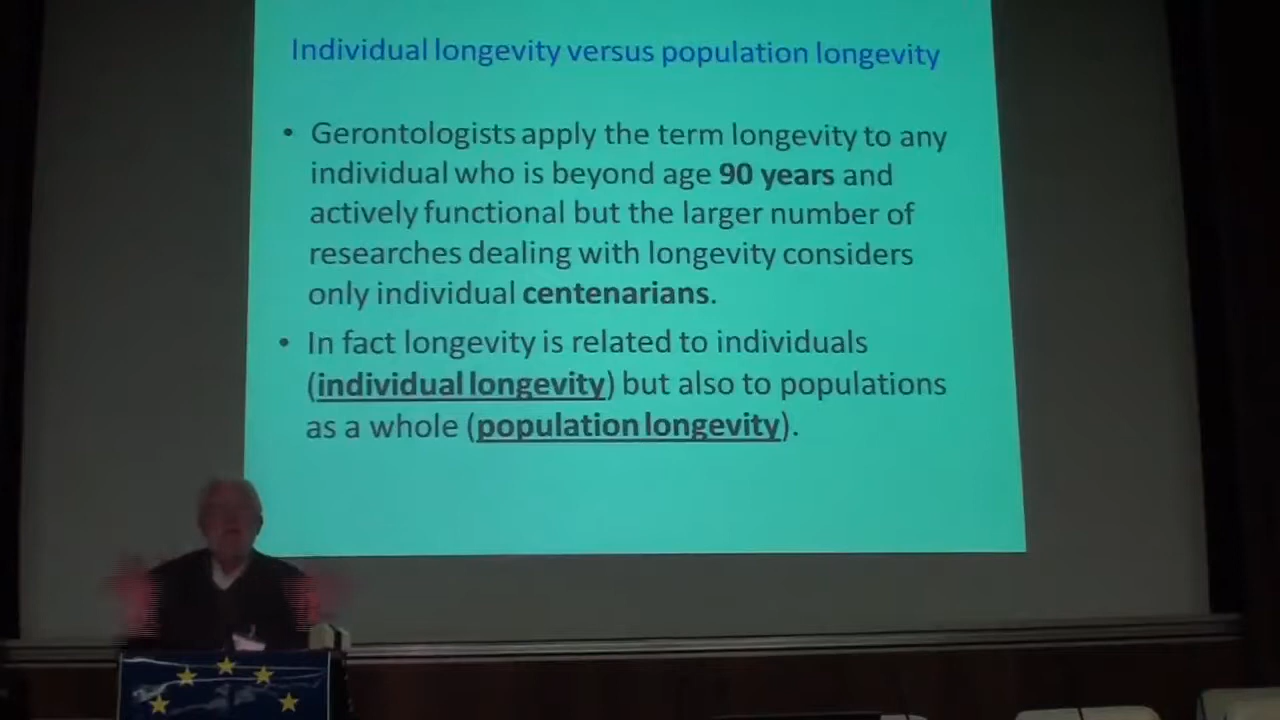 Individual longevity versus population longevity
• Gerontologists apply the term longevity to any
individual who is beyond age 90 years and
actively functional but the larger number of
researches dealing with longevity considers
only individual centenarians.
• In fact longevity is related to individuals
(individual longevity) but also to populations
as a whole (population longevity).